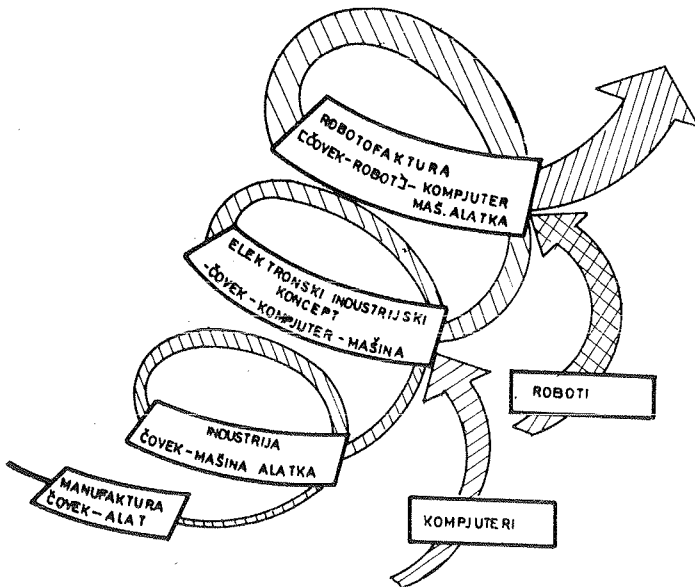 ROBOTOFAKTURA
[ČOVEK-ROBOT]-KOMPJUTER
MAŠ.ALATKA
ELEKTRONSKI INDUSTRIJSKI
KONCEPT
-ČOVEK-KOMPJUTER-MAŠINA
ROBOTI
INDUSTRIJA
ČOVEK-MAŠINA ALATKA
MANUFAKTURA
ČOVEK-ALAT
KOMPJUTERI